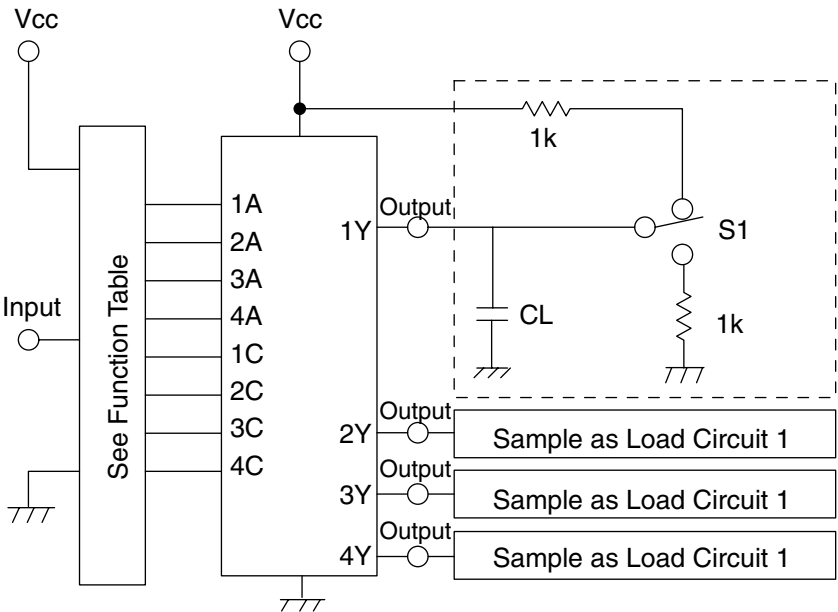 Vcc
Vcc
1k
Output
S1
1k
CL
Input
See Function Table
1A
2A
3A
4A
1C
2C
3C
4C
1Y
2Y
3Y
4Y
Output
Sample as Load Circuit 1
Output
Sample as Load Circuit 1
Output
Sample as Load Circuit 1